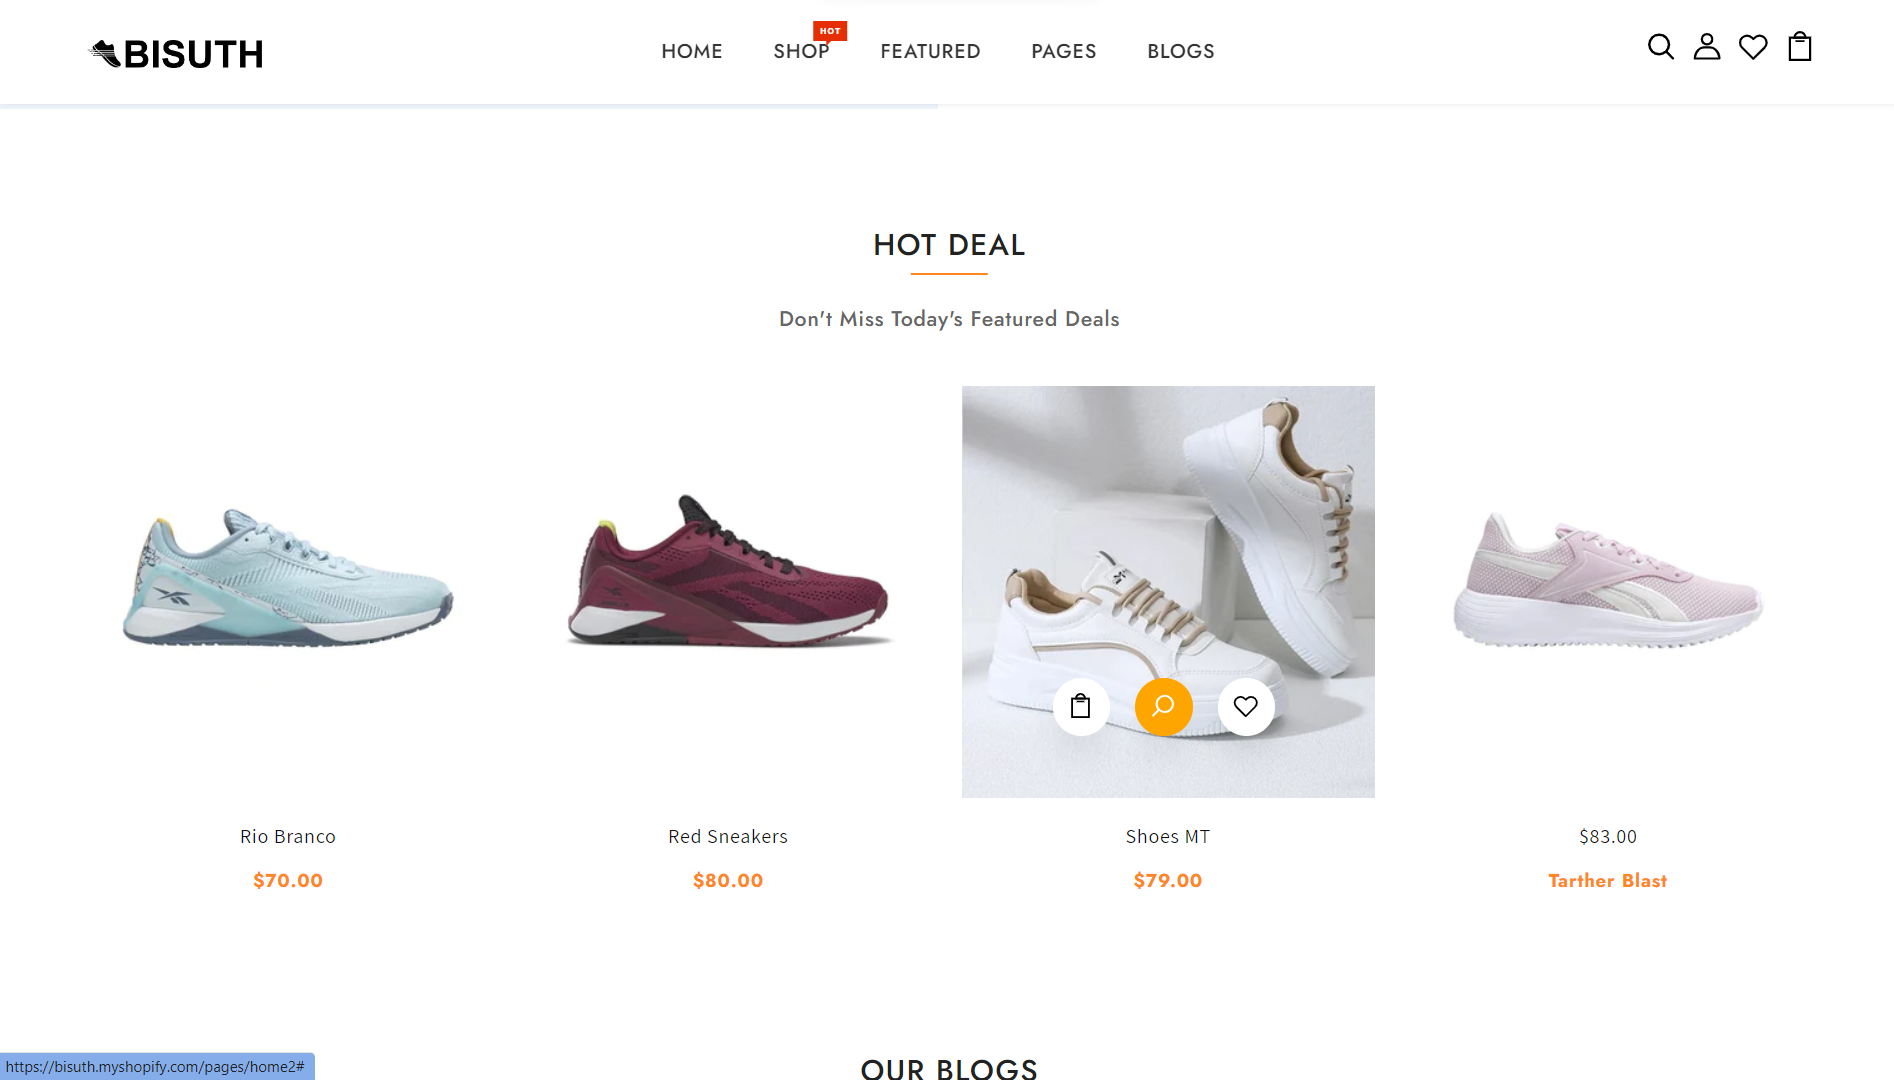 BISUTH
HOME
SHOP
HOT
FEATURED
PAGES
BLOGS
HOT DEAL
Don't Miss Today's Featured Deals
Rio Branco
$70.00
Red Sneakers
$80.00
Shoes MT
$79.00
$83.00
Tarther Blast
OUR BLOGS
https://bisuth.myshopify.com/pages/home2#